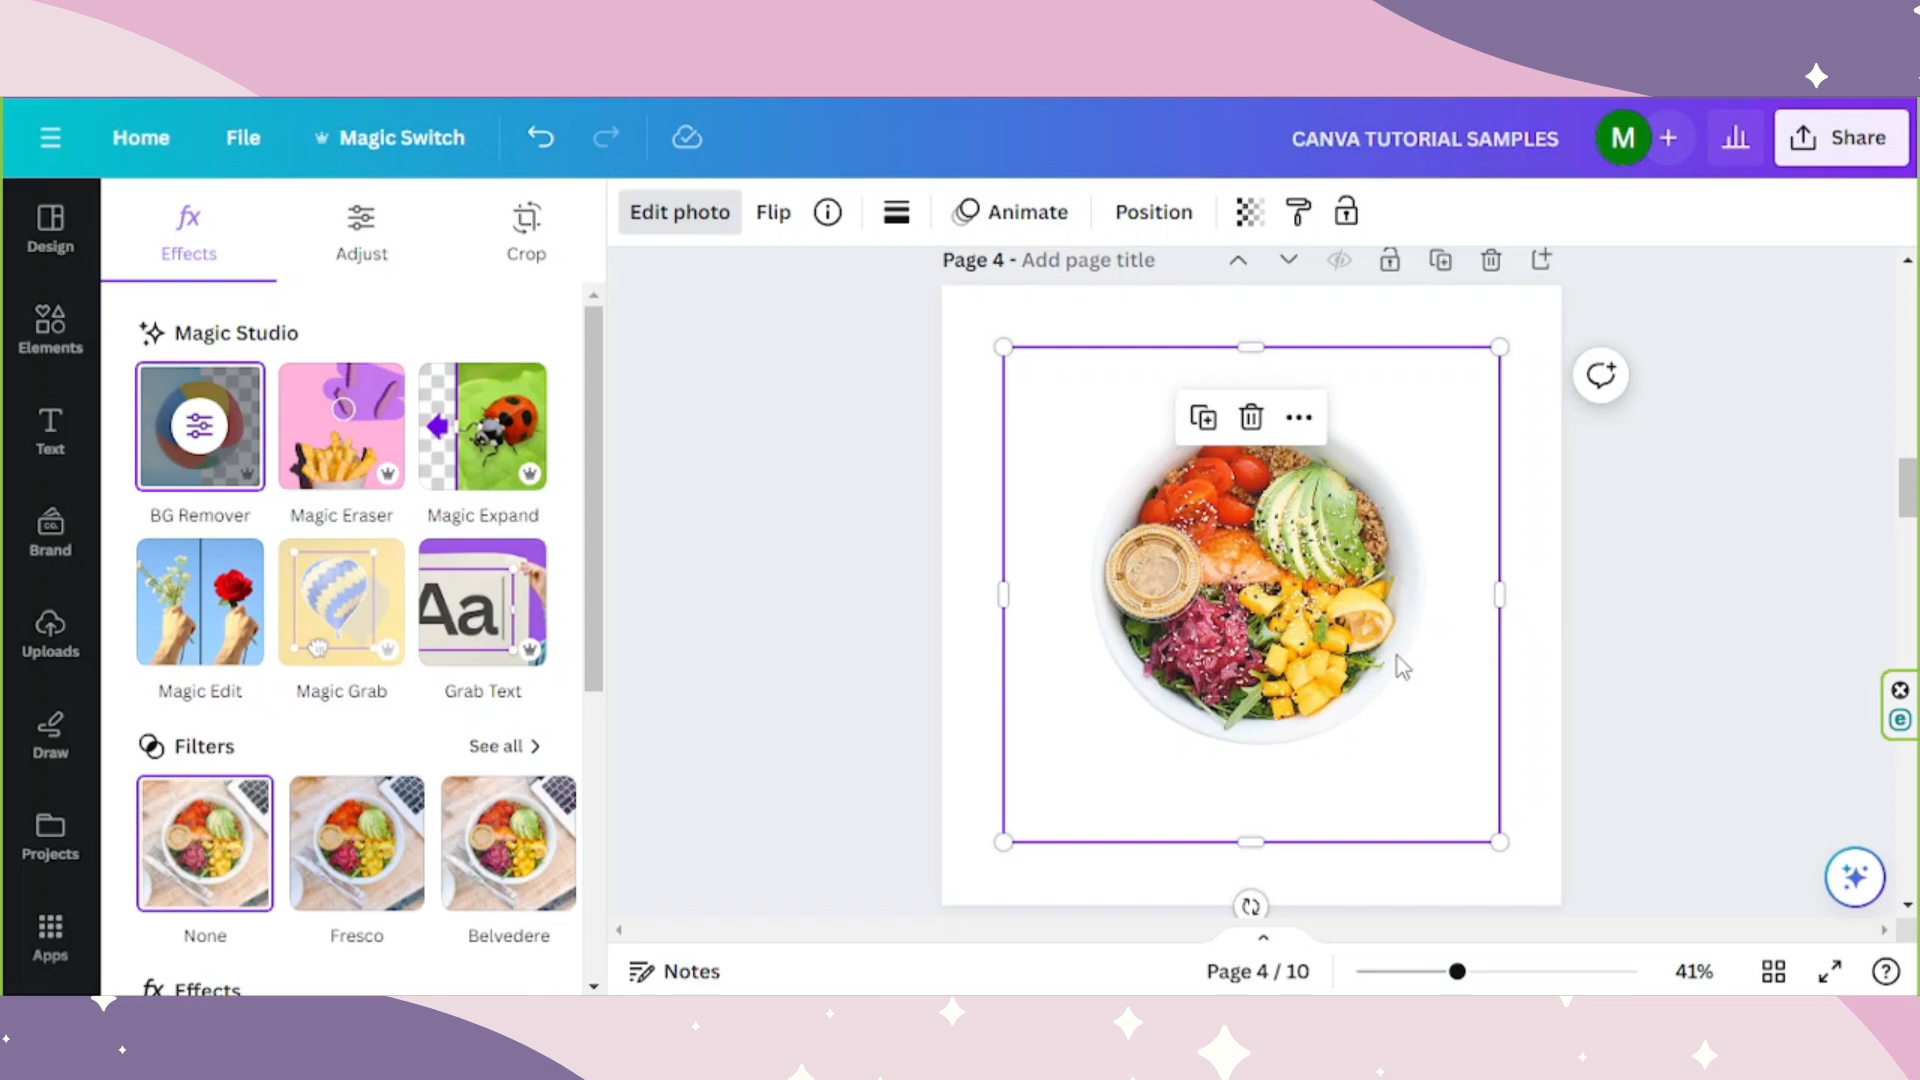 Home File Magic Switch CANVA TUTORIAL SAMPLES M + Share
Design
Elements
Text
Brand
Uploads
Draw
Projects
Apps
fx
Effects Adjust Crop
Magic Studio
BG Remover Magic Eraser Magic Expand
Aa
Magic Edit Magic Grab Grab Text
Filters See all
None Fresco Belvedere
fx Effects
Edit photo Flip Animate Position
Page 4 - Add page title
Notes Page 4 / 10 41%